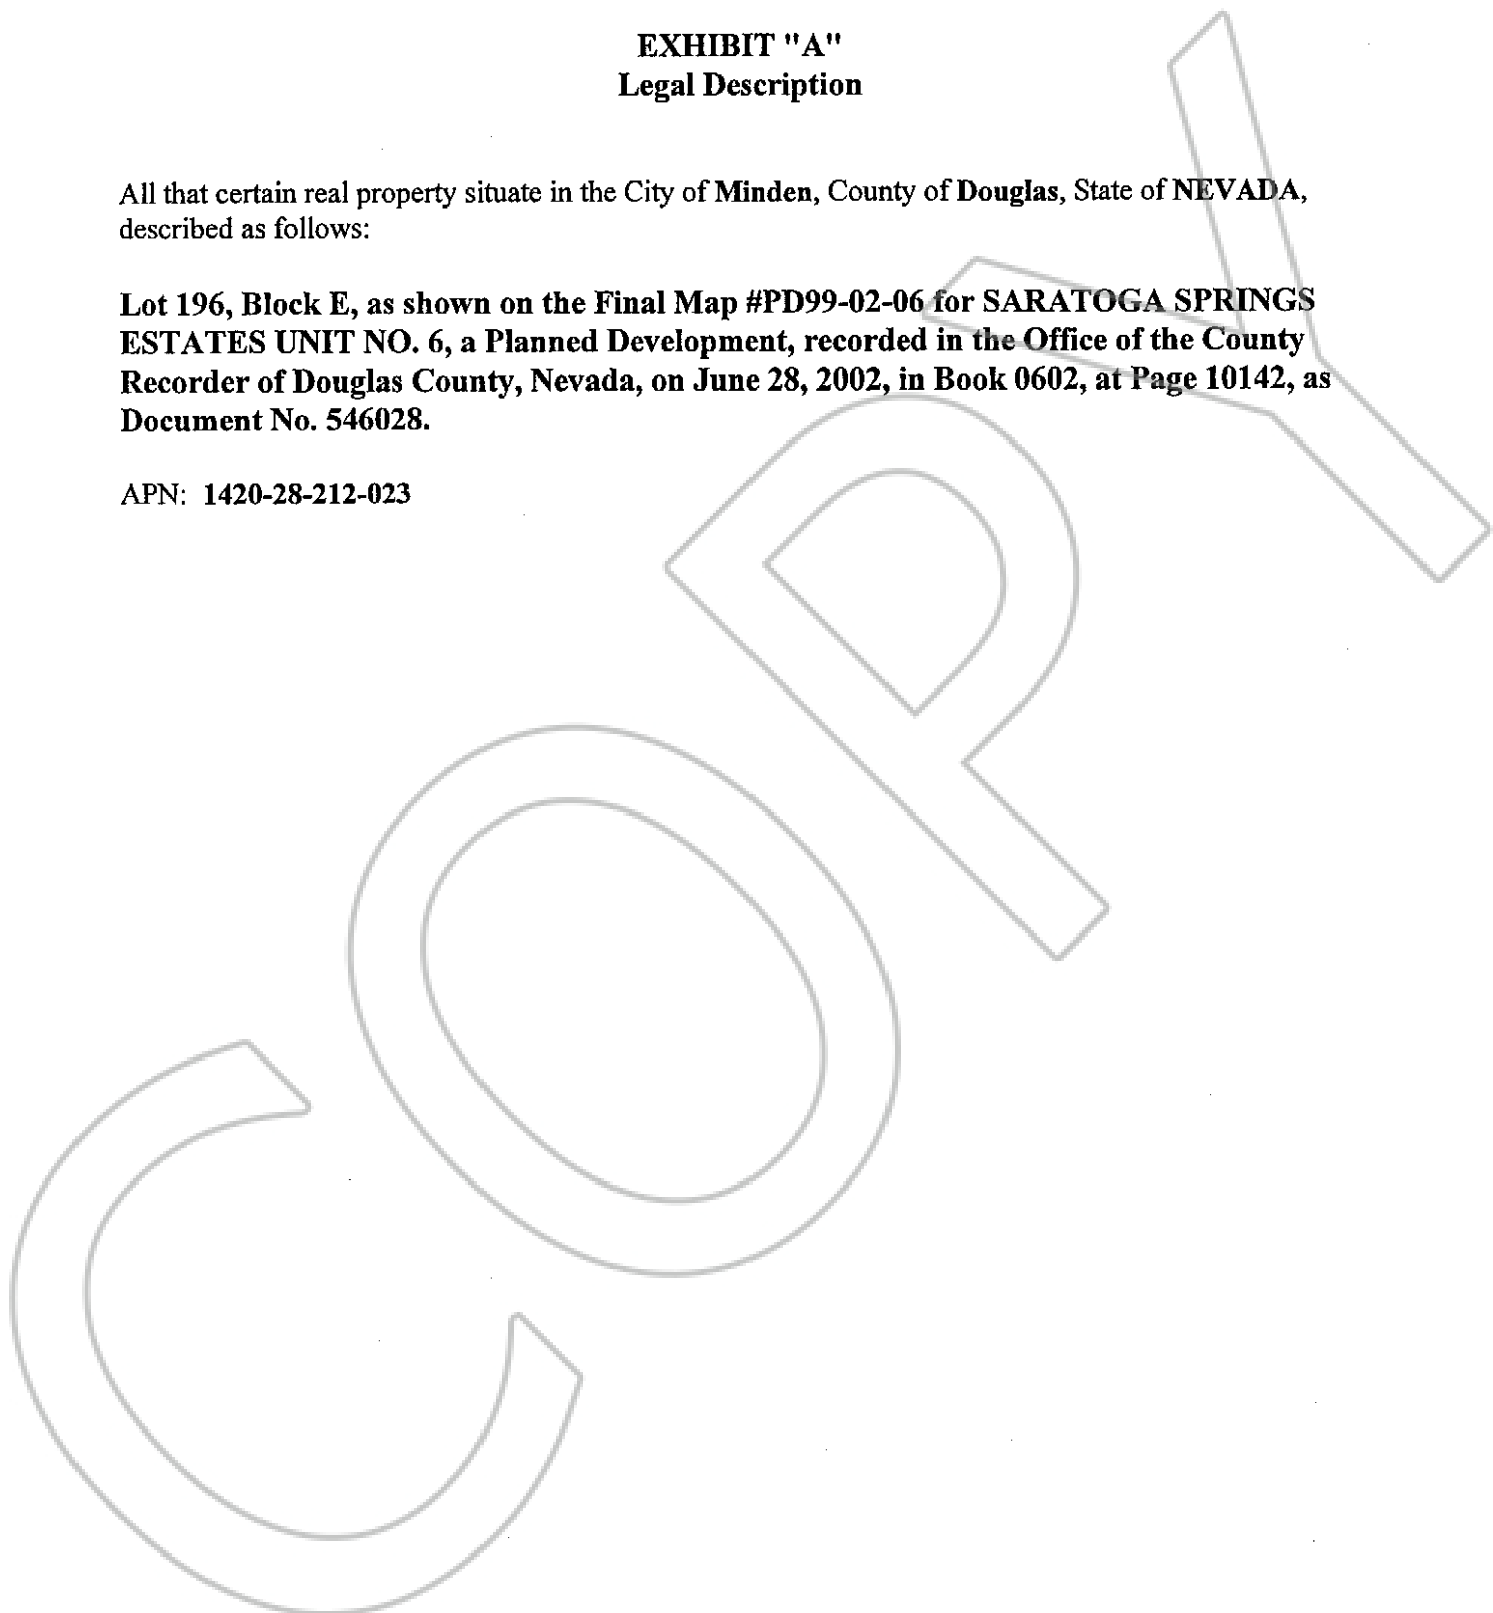 EXHIBIT "A"
Legal Description
All that certain real property situate in the City of Minden, County of Douglas, State of NEVADA,
described as follows:
Lot 196, Block E, as shown on the Final Map #PD99-02-06 for SARATOGA SPRINGS
ESTATES UNIT NO. 6, a Planned Development, recorded in the Office of the County
Recorder of Douglas County, Nevada, on June 28, 2002, in Book 0602, at Page 10142, as
Document No. 546028.
APN: 1420-28-212-023
COPY